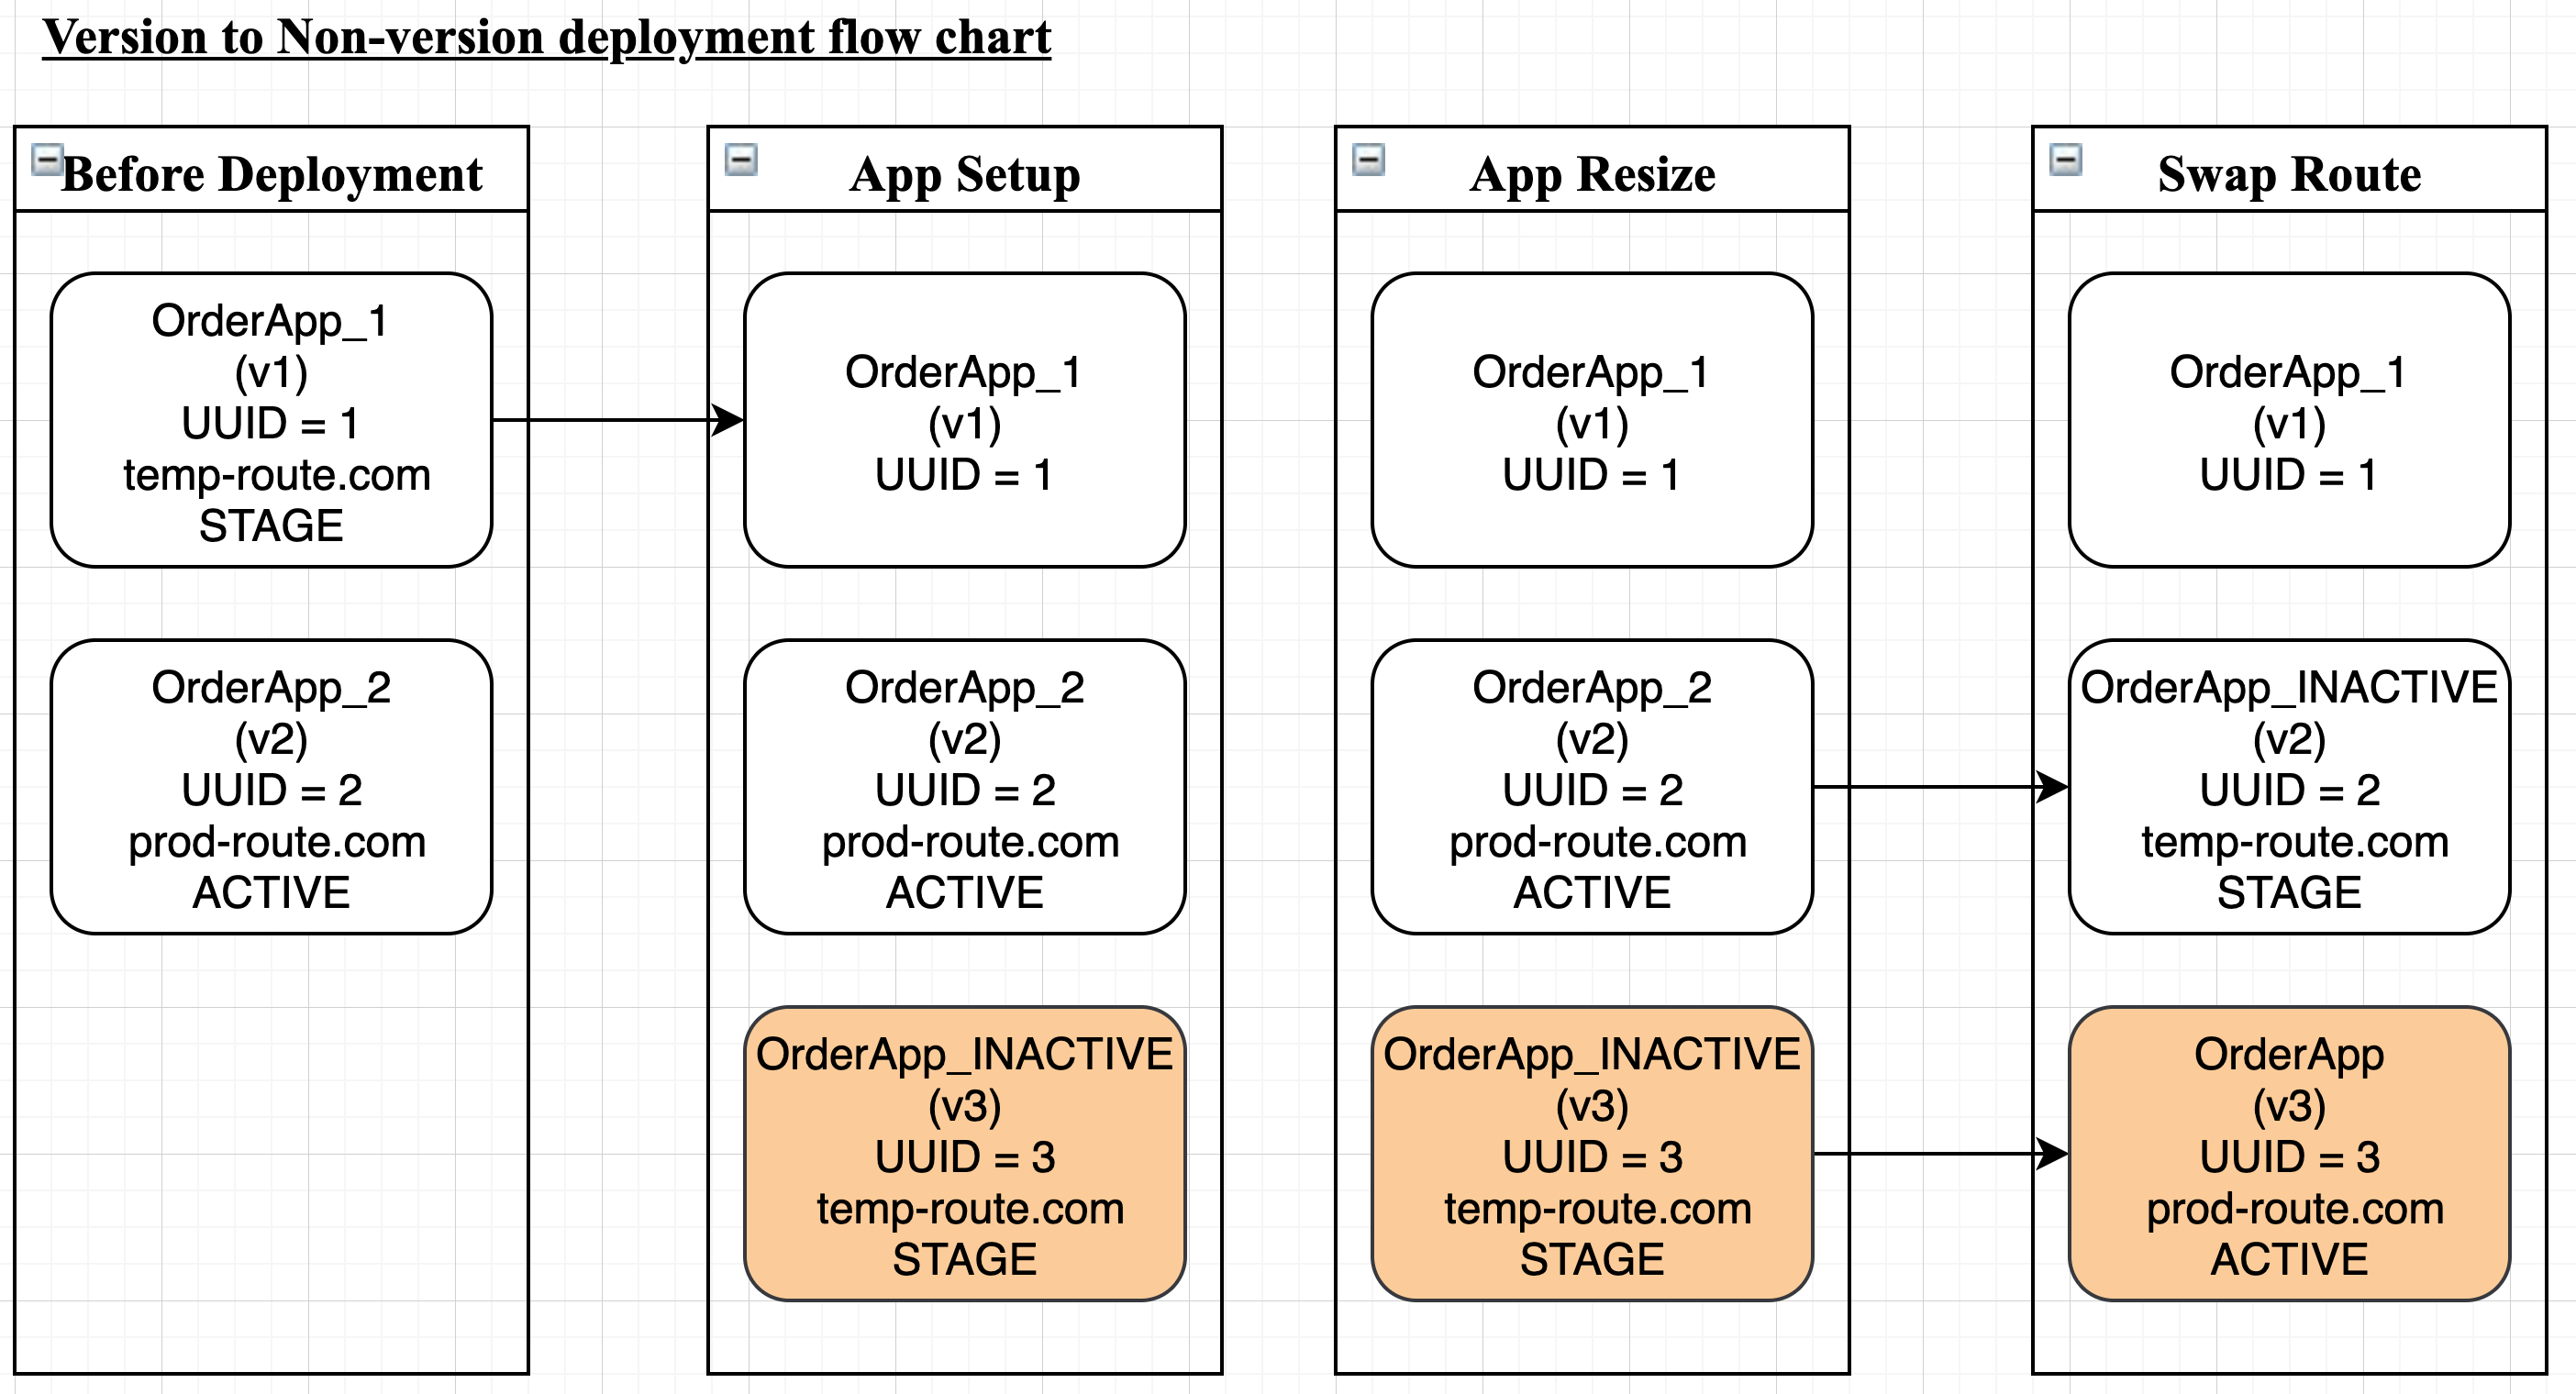 Version to Non-version deployment flow chart
Before Deployment
OrderApp_1
(v1)
UUID = 1
temp-route.com
STAGE
OrderApp_2
(v2)
UUID = 2
prod-route.com
ACTIVE
App Setup
OrderApp_1
(v1)
UUID = 1
OrderApp_2
(v2)
UUID = 2
prod-route.com
ACTIVE
OrderApp_INACTIVE
(v3)
UUID = 3
temp-route.com
STAGE
App Resize
OrderApp_1
(v1)
UUID = 1
OrderApp_2
(v2)
UUID = 2
prod-route.com
ACTIVE
OrderApp_INACTIVE
(v3)
UUID = 3
temp-route.com
STAGE
Swap Route
OrderApp_1
(v1)
UUID = 1
OrderApp_INACTIVE
(v2)
UUID = 2
temp-route.com
STAGE
OrderApp
(v3)
UUID = 3
prod-route.com
ACTIVE